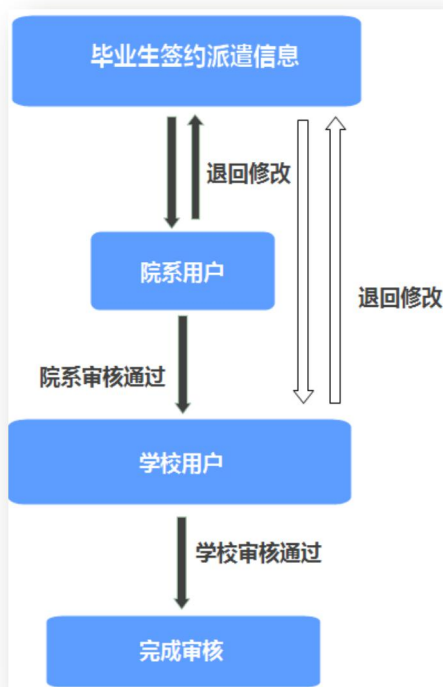 毕业生签约派遣信息
退回修改
院系用户
退回修改
院系审核通过
学校用户
学校审核通过
完成审核